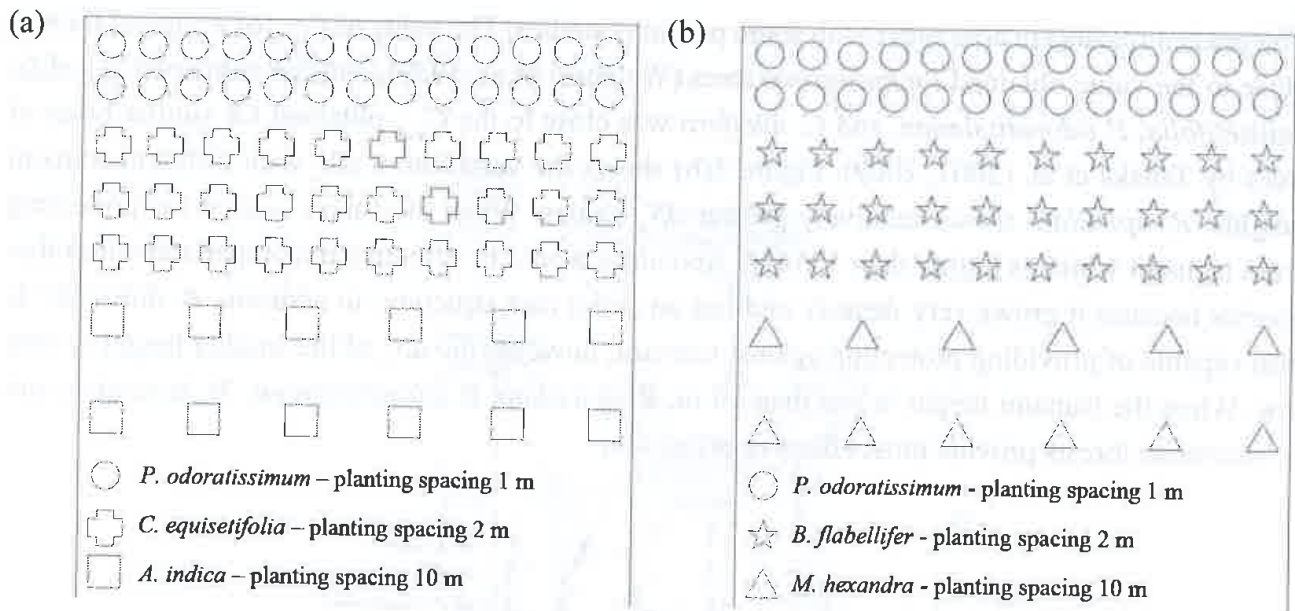 (a)
(b)
P. odoratissimum – planting spacing 1 m
C. equisetifolia – planting spacing 2 m
A. indica – planting spacing 10 m
P. odoratissimum - planting spacing 1 m
B. flabellifer - planting spacing 2 m
M. hexandra - planting spacing 10 m